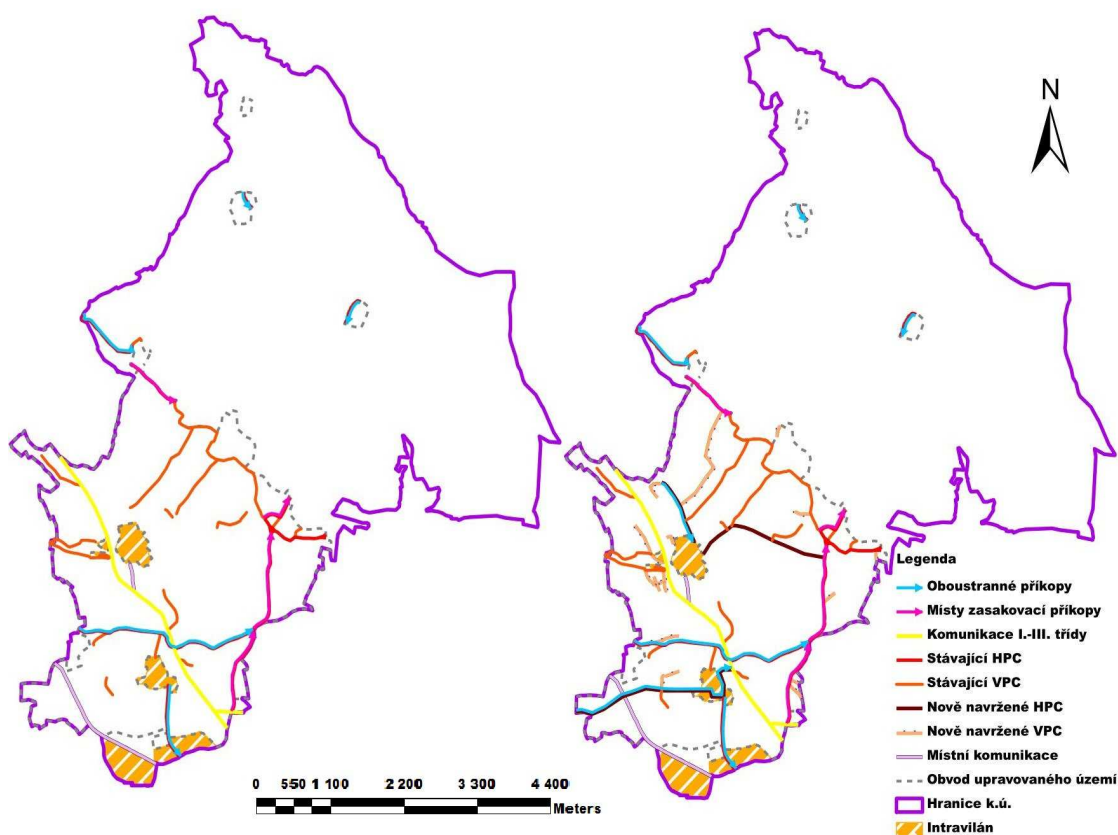 N
Legenda
Oboustranné příkopy
Místy zasakovací příkopy
Komunikace I.-III. třídy
Stávající HPC
Stávající VPC
Nově navržené HPC
Nově navržené VPC
Místní komunikace
Obvod upravovaného území
Hranice k.ú.
Intravilán
0 550 1 100 2 200 3 300 4 400
Meters